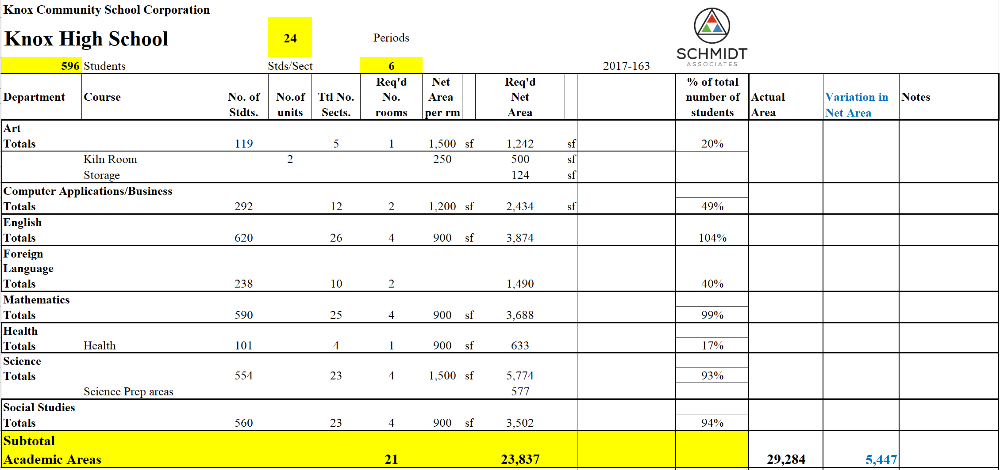 Knox Community School Corporation
Knox High School 24 Periods
SCHMIDT
ASSOCIATES
596 Students Stds/Sect 6 2017-163
Req'd Net Req'd % of total
Department Course No. of No.of Ttl No. No. Area Net number of Actual Variation in Notes
Stdts. units Sects. rooms per rm Area students Area Net Area
Art
Totals 119 5 1 1,500 sf 1,242 sf 20%
Kiln Room 2 250 500 sf
Storage 124 sf
Computer Applications/Business
Totals 292 12 2 1,200 sf 2,434 sf 49%
English
Totals 620 26 4 900 sf 3,874 104%
Foreign
Language
Totals 238 10 2 1,490 40%
Mathematics
Totals 590 25 4 900 sf 3,688 99%
Health
Totals Health 101 4 1 900 sf 633 17%
Science
Totals 554 23 4 1,500 sf 5,774 93%
Science Prep areas 577
Social Studies
Totals 560 23 4 900 sf 3,502 94%
Subtotal
Academic Areas 21 23,837 29,284 5,447